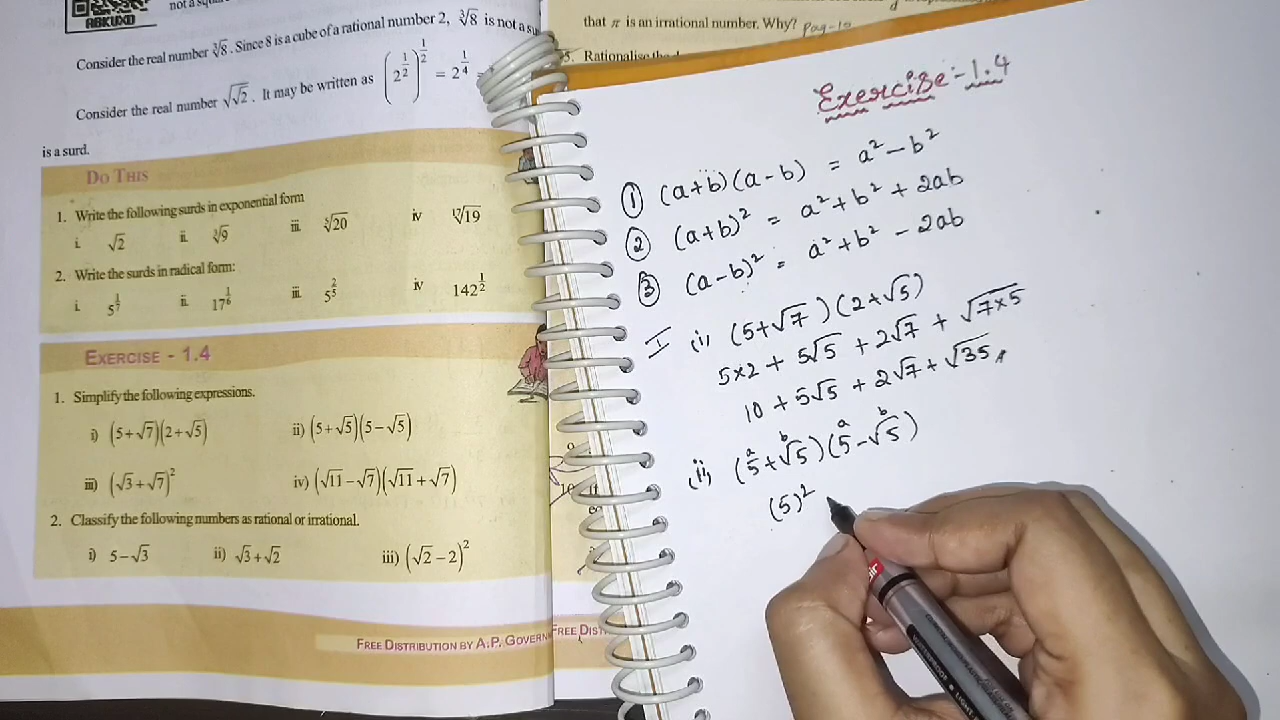 not a
ABKUXD
Consider the real number ∛8. Since 8 is a cube of a rational number 2, ∛8 is not a
Consider the real number √√2. It may be written as (2^{1/2})^{1/2} = 2^{1/4} =
is a surd.
DO THIS
1. Write the following surds in exponential form
i. √2 ii. ∛9 iii. ⁵√20 iv ¹⁷√19
2. Write the surds in radical form:
i. 5^{1/7} ii. 17^{1/6} iii. 5^{2/5} iv 142^{1/2}
EXERCISE - 1.4
1. Simplify the following expressions.
i) (5+√7)(2+√5) ii) (5+√5)(5−√5)
iii) (√3+√7)² iv) (√11−√7)(√11+√7)
2. Classify the following numbers as rational or irrational.
i) 5−√3 ii) √3+√2 iii) (√2−2)²
FREE DISTRIBUTION BY A.P. GOVERN
FREE DIS
that π is an irrational number. Why? Pag-
5. Rationalise the
Exercise:-1.4
① (a+b)(a-b) = a²-b²
② (a+b)² = a²+b²+2ab
③ (a-b)² = a²+b²-2ab
I (i) (5+√7)(2+√5)
5×2 + 5√5 + 2√7 + √7×5
10 + 5√5 + 2√7 + √35
a b a b
(ii) (5+√5)(5-√5)
(5)²